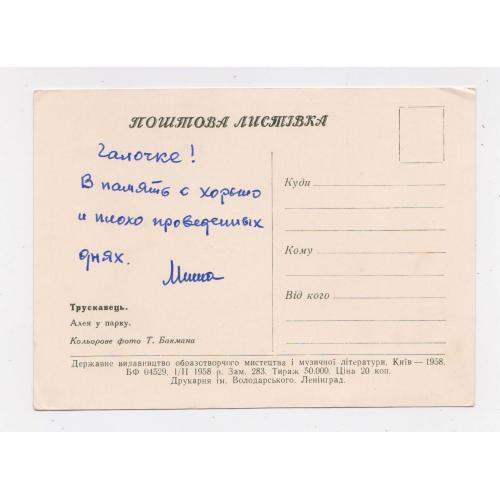 ПОШТОВА ЛИСТІВКА
Галочке!
В память о хорошо
и плохо проведенных
днях.
Миша
Трускавець.
Алея у парку.
Кольорове фото Т. Бакмана
Куди
Кому
Від кого
Державне видавництво образотворчого мистецтва і музичної літератури. Київ — 1958.
БФ 04529. 1/II 1958 р. Зам. 283. Тираж 50.000. Ціна 20 коп.
Друкарня ім. Володарського, Ленінград.